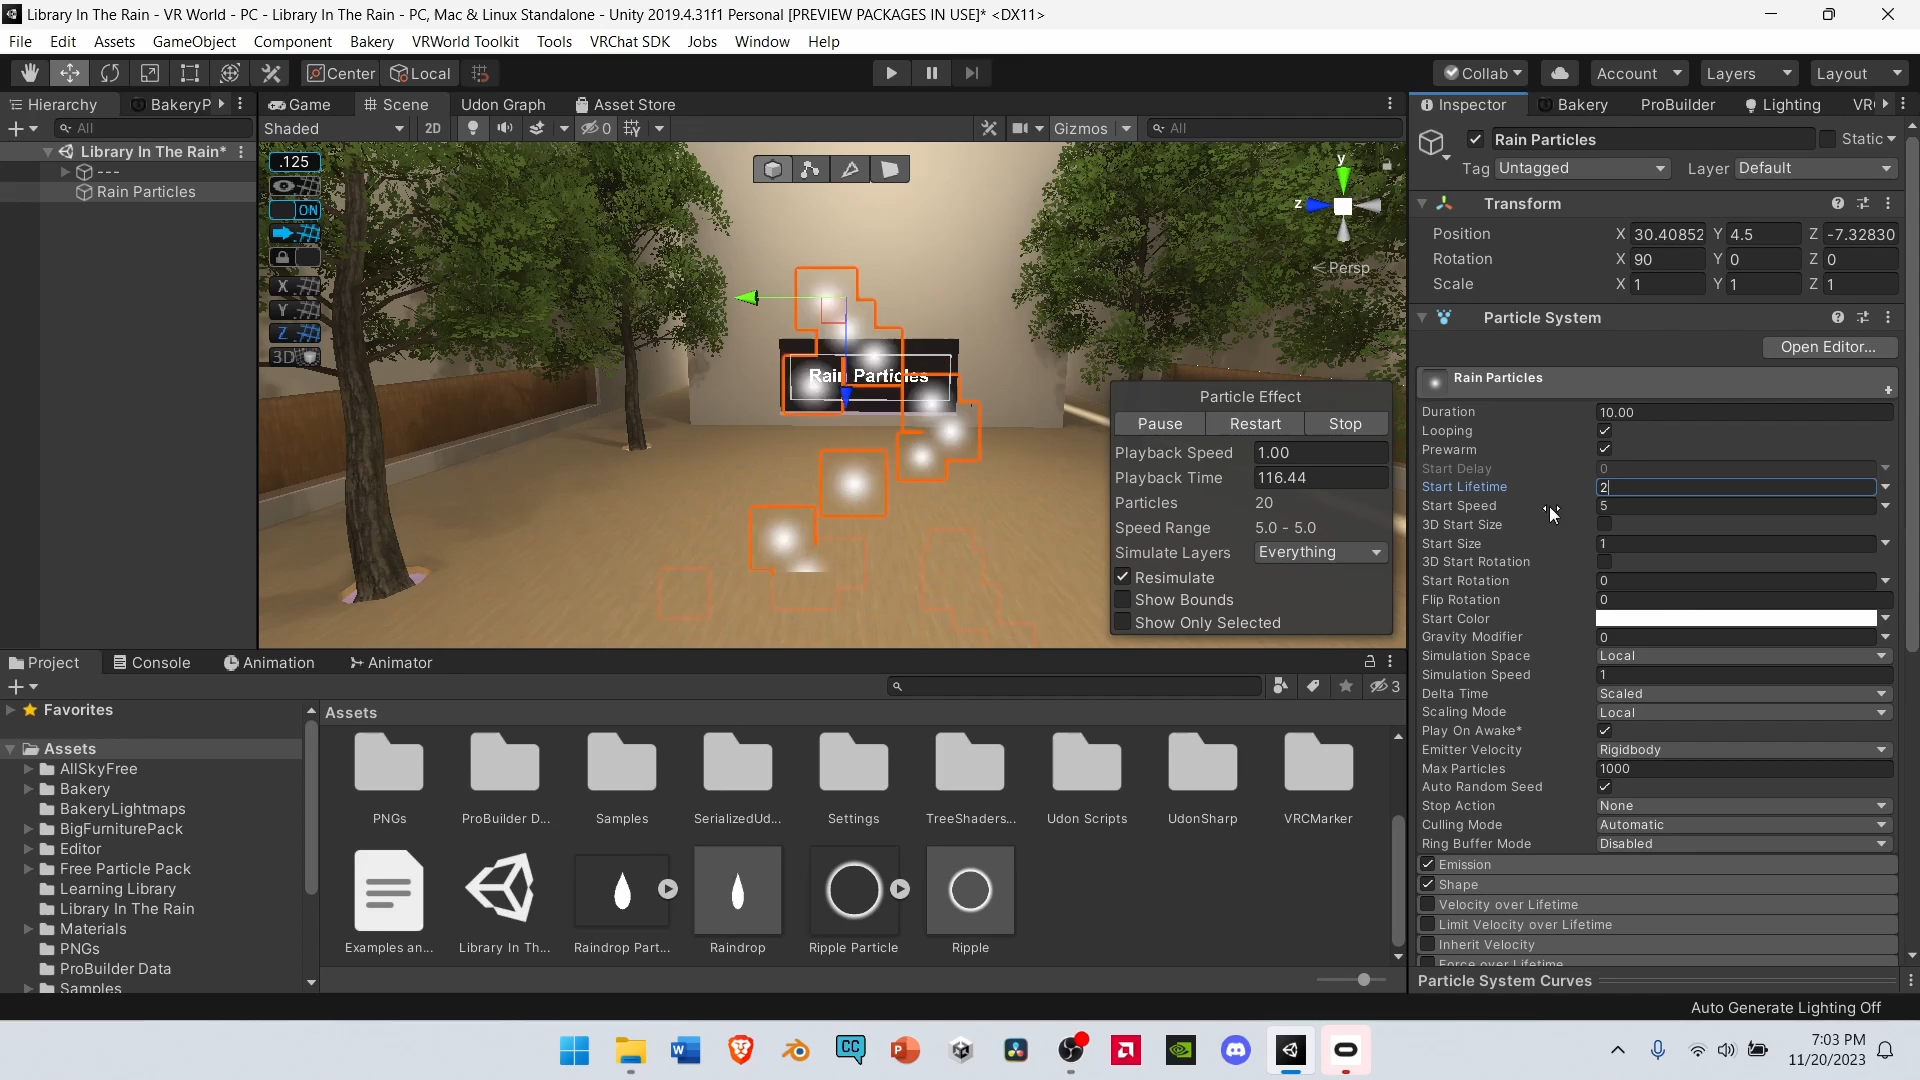 Library In The Rain - VR World - PC - Library In The Rain - PC, Mac & Linux Standalone - Unity 2019.4.31f1 Personal [PREVIEW PACKAGES IN USE]* <DX11>
File Edit Assets GameObject Component Bakery VRWorld Toolkit Tools VRChat SDK Jobs Window Help
Center Local Collab Account Layers Layout
Hierarchy BakeryP Game Scene Udon Graph Asset Store Inspector Bakery ProBuilder Lighting VR
All Shaded 2D 0 Gizmos All
Library In The Rain*
---
Rain Particles
.125
ON
X
Y
Z
3D
y
z
Persp
Rain Particles
Particle Effect
Pause Restart Stop
Playback Speed 1.00
Playback Time 116.44
Particles 20
Speed Range 5.0 - 5.0
Simulate Layers Everything
Resimulate
Show Bounds
Show Only Selected
Rain Particles Static
Tag Untagged Layer Default
Transform
Position X 30.40852 Y 4.5 Z -7.32830
Rotation X 90 Y 0 Z 0
Scale X 1 Y 1 Z 1
Particle System
Open Editor...
Rain Particles
Duration 10.00
Looping
Prewarm
Start Delay 0
Start Lifetime 2
Start Speed 5
3D Start Size
Start Size 1
3D Start Rotation
Start Rotation 0
Flip Rotation 0
Start Color
Gravity Modifier 0
Simulation Space Local
Simulation Speed 1
Delta Time Scaled
Scaling Mode Local
Play On Awake*
Emitter Velocity Rigidbody
Max Particles 1000
Auto Random Seed
Stop Action None
Culling Mode Automatic
Ring Buffer Mode Disabled
Emission
Shape
Velocity over Lifetime
Limit Velocity over Lifetime
Inherit Velocity
Force over Lifetime
Particle System Curves
Project Console Animation Animator
3
Favorites
Assets
AllSkyFree
Bakery
BakeryLightmaps
BigFurniturePack
Editor
Free Particle Pack
Learning Library
Library In The Rain
Materials
PNGs
ProBuilder Data
Samples
Assets
PNGs ProBuilder D... Samples SerializedUd... Settings TreeShaders... Udon Scripts UdonSharp VRCMarker
Examples an... Library In Th... Raindrop Part... Raindrop Ripple Particle Ripple
Auto Generate Lighting Off
W CC P
7:03 PM
11/20/2023